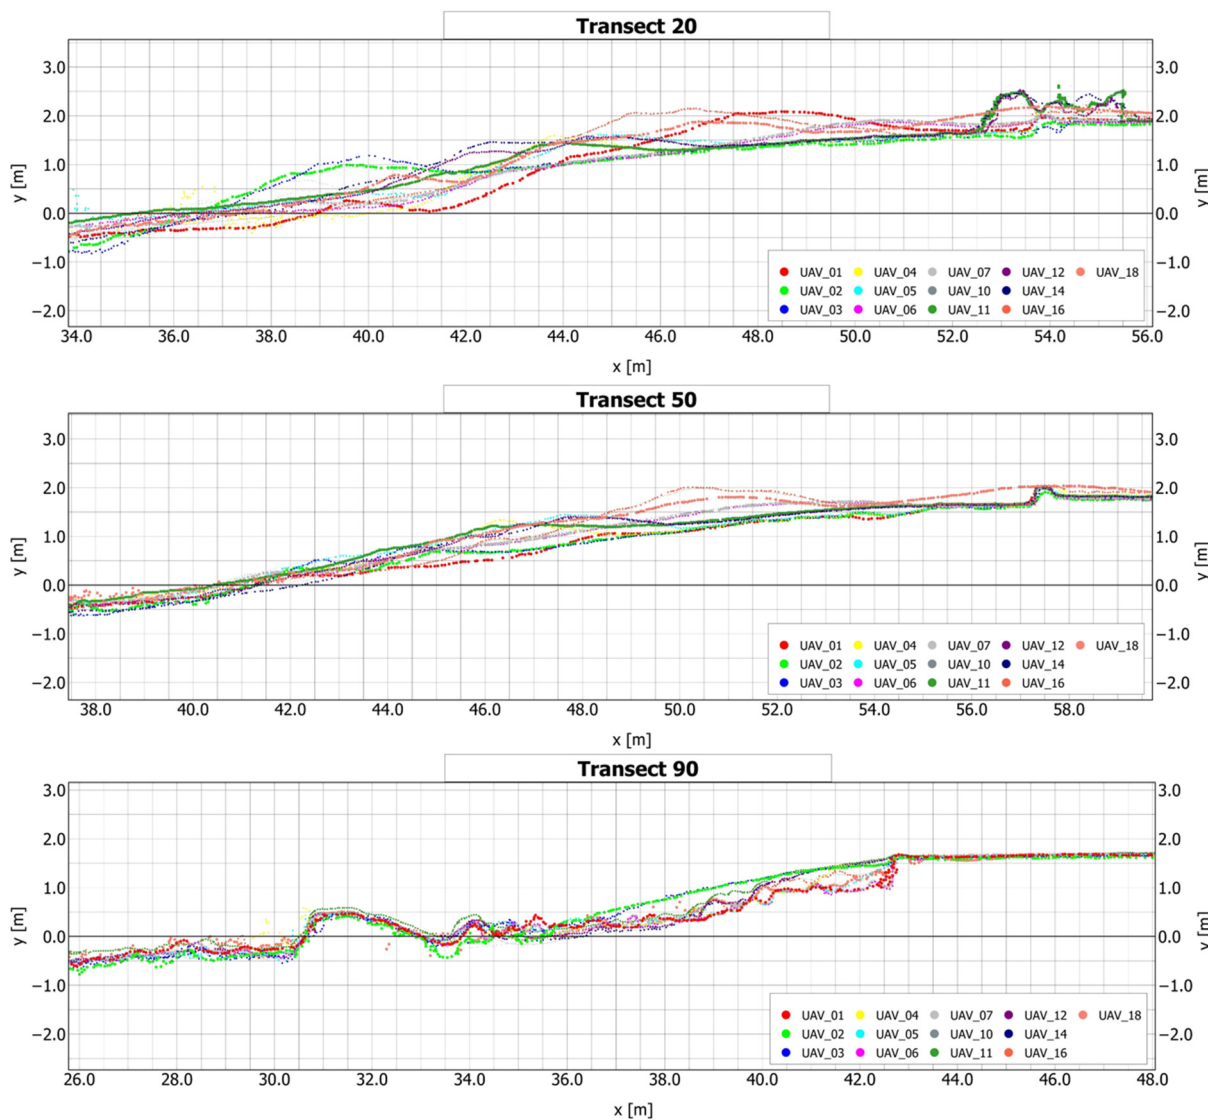 Transect 20
3.0 3.0
2.0 2.0
1.0 1.0
y [m] 0.0 0.0 y [m]
−1.0 −1.0
−2.0 −2.0
UAV_01 UAV_04 UAV_07 UAV_12 UAV_18
UAV_02 UAV_05 UAV_10 UAV_14
UAV_03 UAV_06 UAV_11 UAV_16
34.0 36.0 38.0 40.0 42.0 44.0 46.0 48.0 50.0 52.0 54.0 56.0
x [m]
Transect 50
3.0 3.0
2.0 2.0
1.0 1.0
y [m] 0.0 0.0 y [m]
−1.0 −1.0
−2.0 −2.0
UAV_01 UAV_04 UAV_07 UAV_12 UAV_18
UAV_02 UAV_05 UAV_10 UAV_14
UAV_03 UAV_06 UAV_11 UAV_16
38.0 40.0 42.0 44.0 46.0 48.0 50.0 52.0 54.0 56.0 58.0
x [m]
Transect 90
3.0 3.0
2.0 2.0
1.0 1.0
y [m] 0.0 0.0 y [m]
−1.0 −1.0
−2.0 −2.0
UAV_01 UAV_04 UAV_07 UAV_12 UAV_18
UAV_02 UAV_05 UAV_10 UAV_14
UAV_03 UAV_06 UAV_11 UAV_16
26.0 28.0 30.0 32.0 34.0 36.0 38.0 40.0 42.0 44.0 46.0 48.0
x [m]